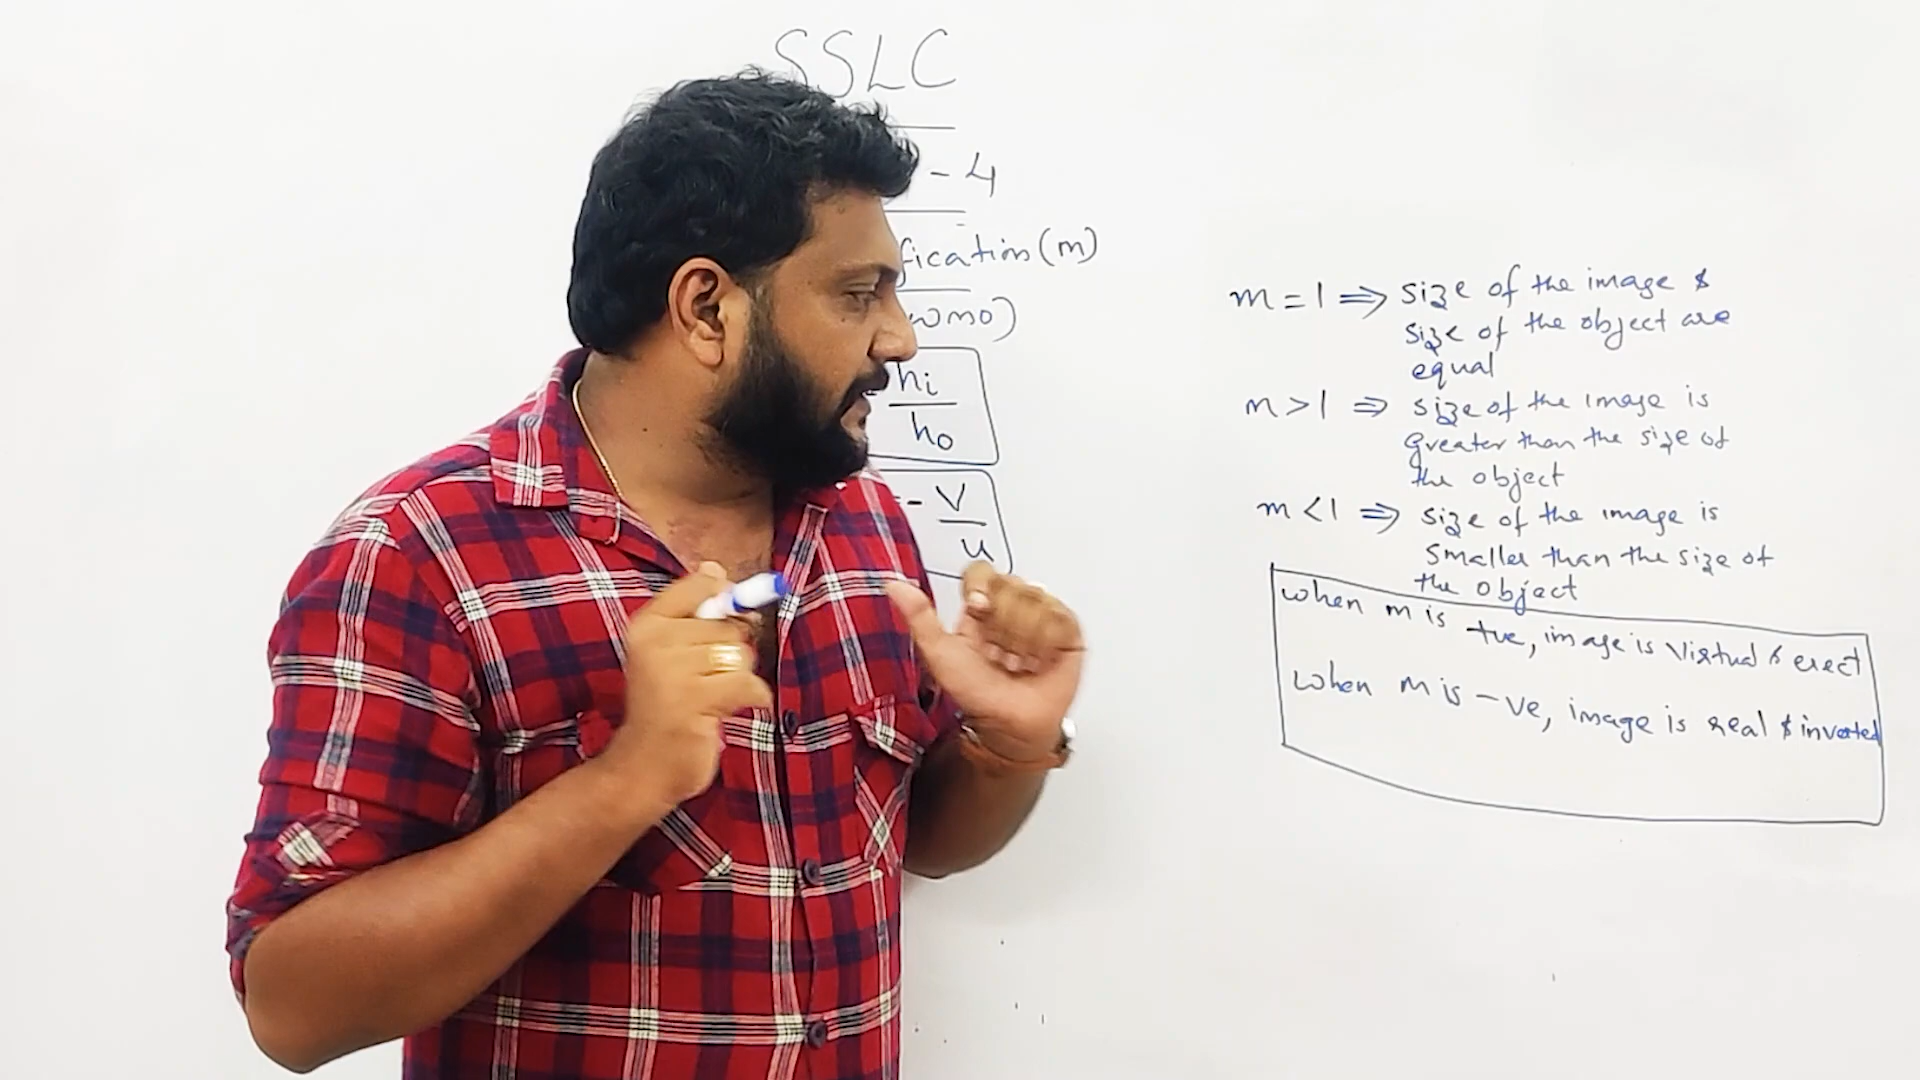 SSLC
- 4
fication (m)
hi
ho
= - v
u
m = 1 ⇒ size of the image &
size of the object are
equal
m > 1 ⇒ size of the image is
greater than the size of
the object
m < 1 ⇒ size of the image is
smaller than the size of
the object
when m is +ve, image is virtual & erect
when m is -ve, image is real & inverted